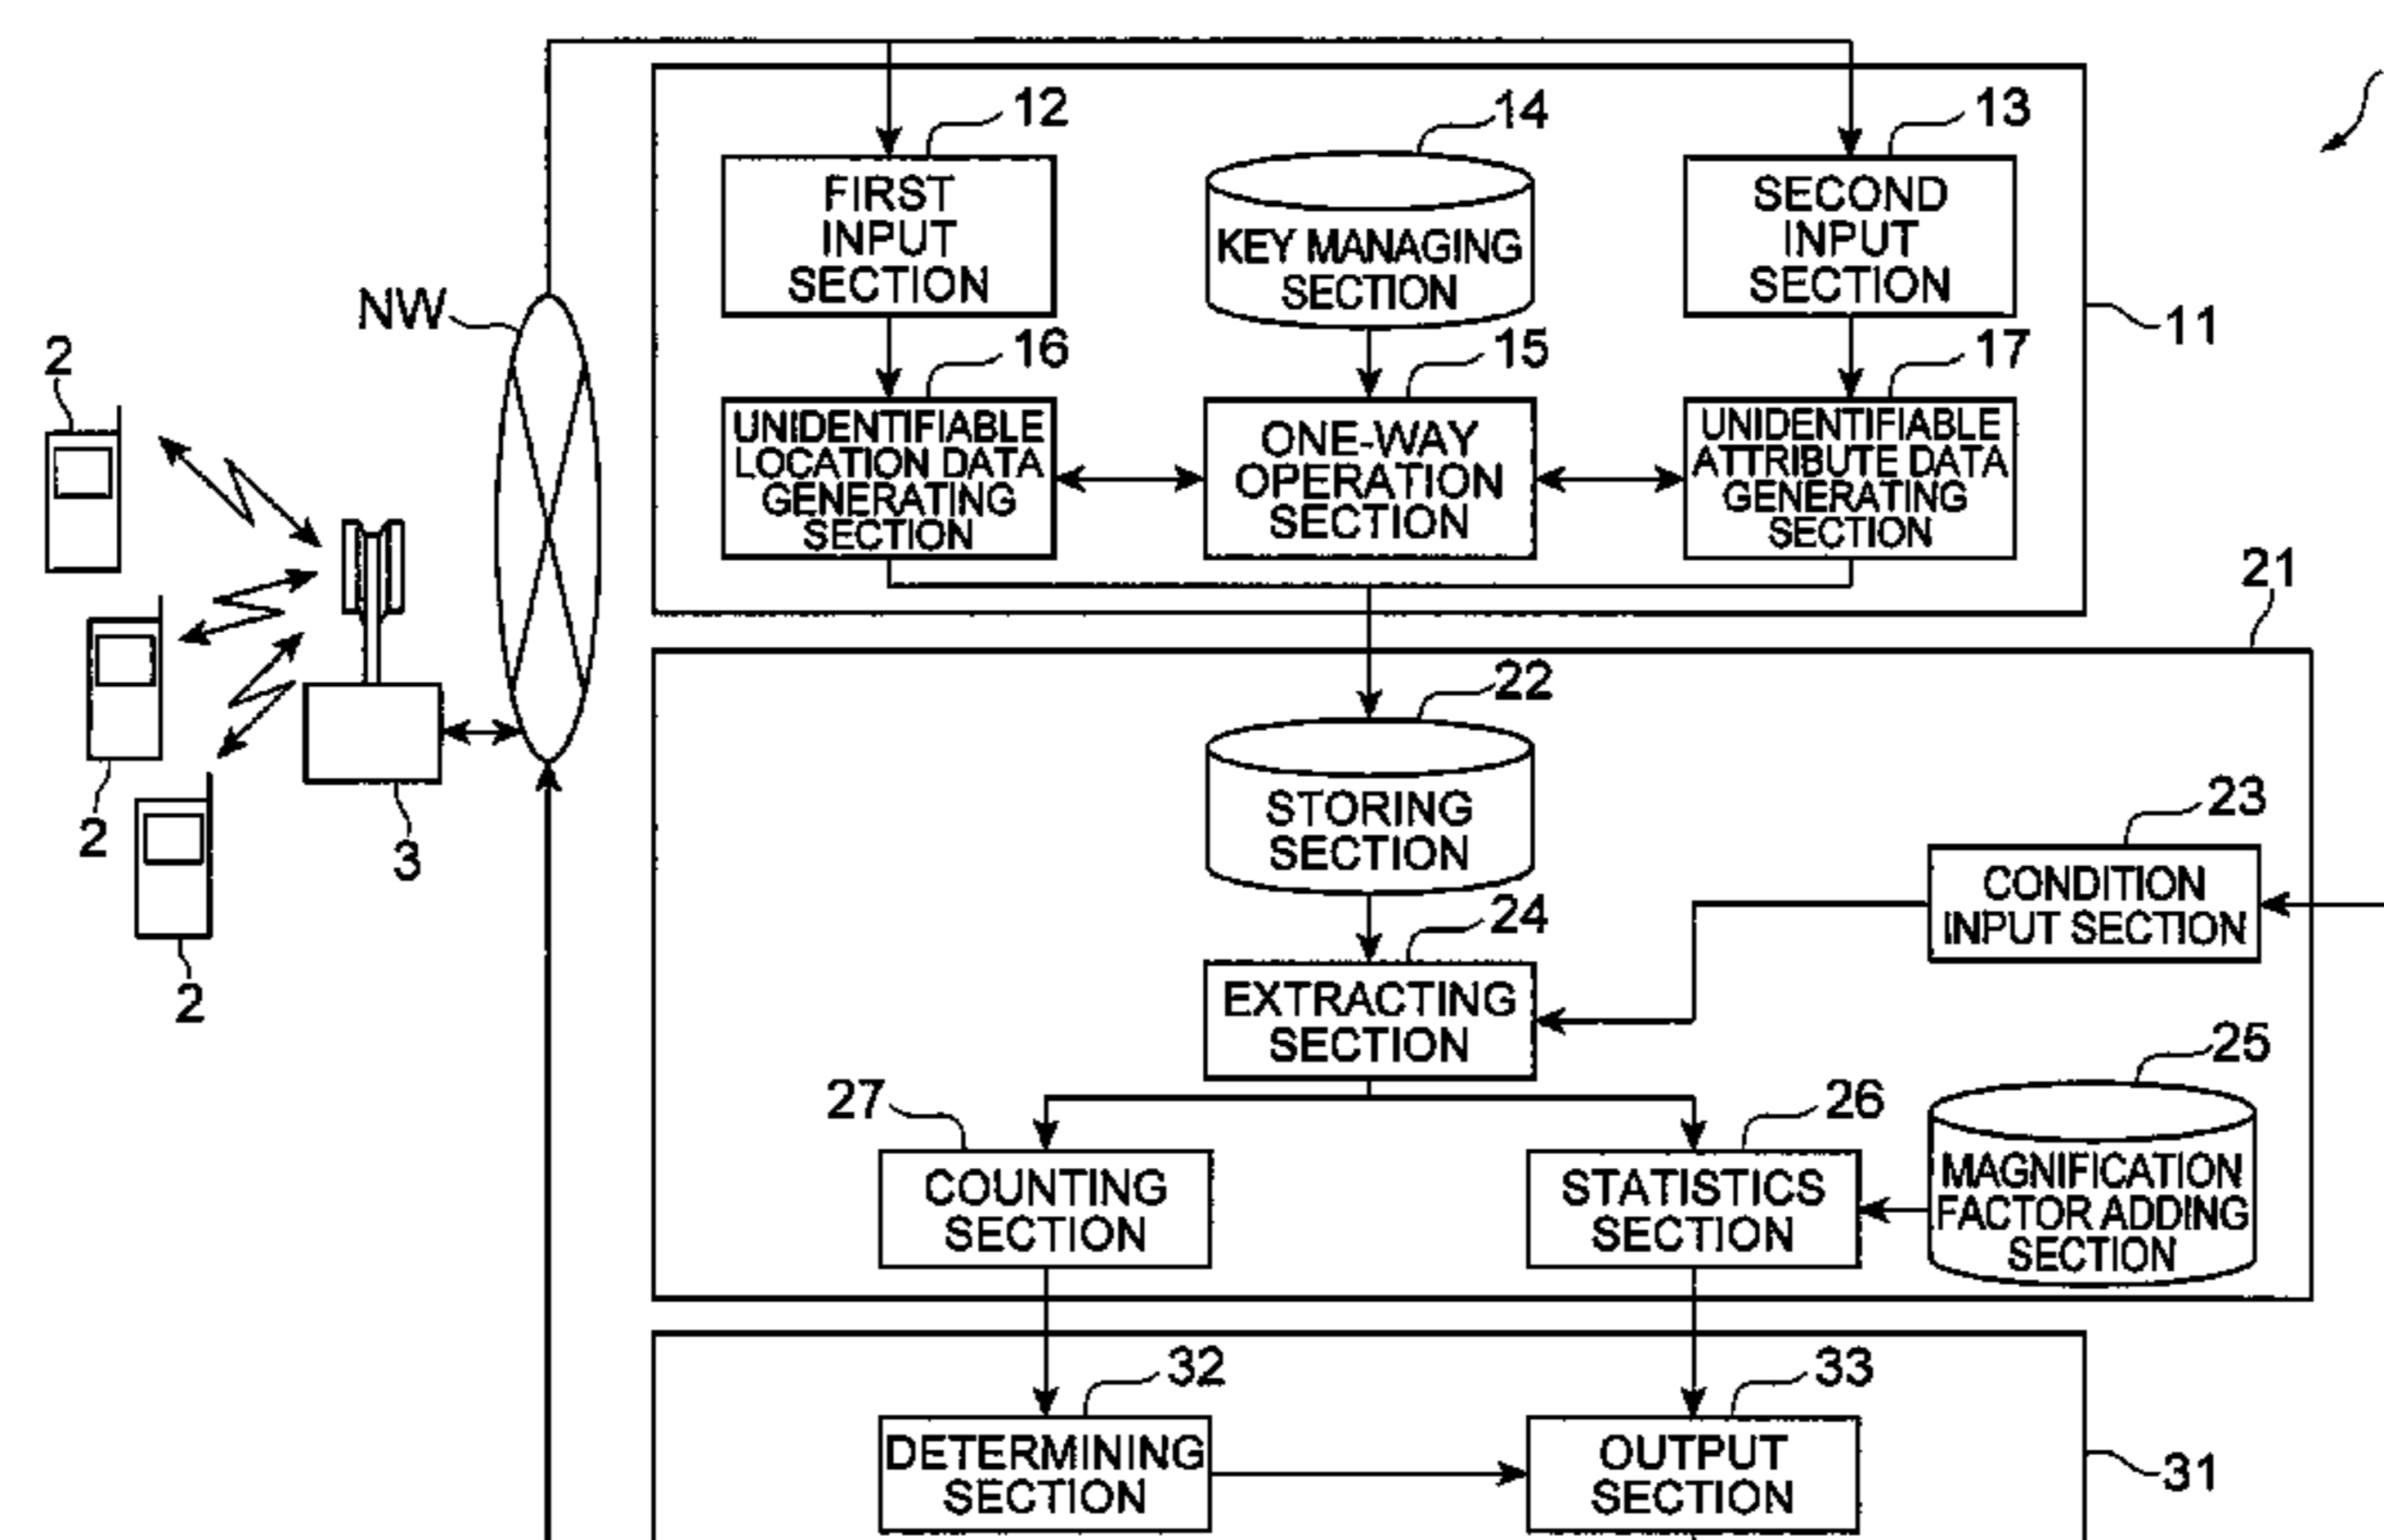 12
14
13
FIRST
INPUT
SECTION
KEY MANAGING
SECTION
SECOND
INPUT
SECTION
NW
11
2
16
15
17
UNIDENTIFIABLE
LOCATION DATA
GENERATING
SECTION
ONE-WAY
OPERATION
SECTION
UNIDENTIFIABLE
ATTRIBUTE DATA
GENERATING
SECTION
21
22
2
3
2
STORING
SECTION
23
CONDITION
INPUT SECTION
24
EXTRACTING
SECTION
25
27
26
COUNTING
SECTION
STATISTICS
SECTION
MAGNIFICATION
FACTOR ADDING
SECTION
32
33
DETERMINING
SECTION
OUTPUT
SECTION
31